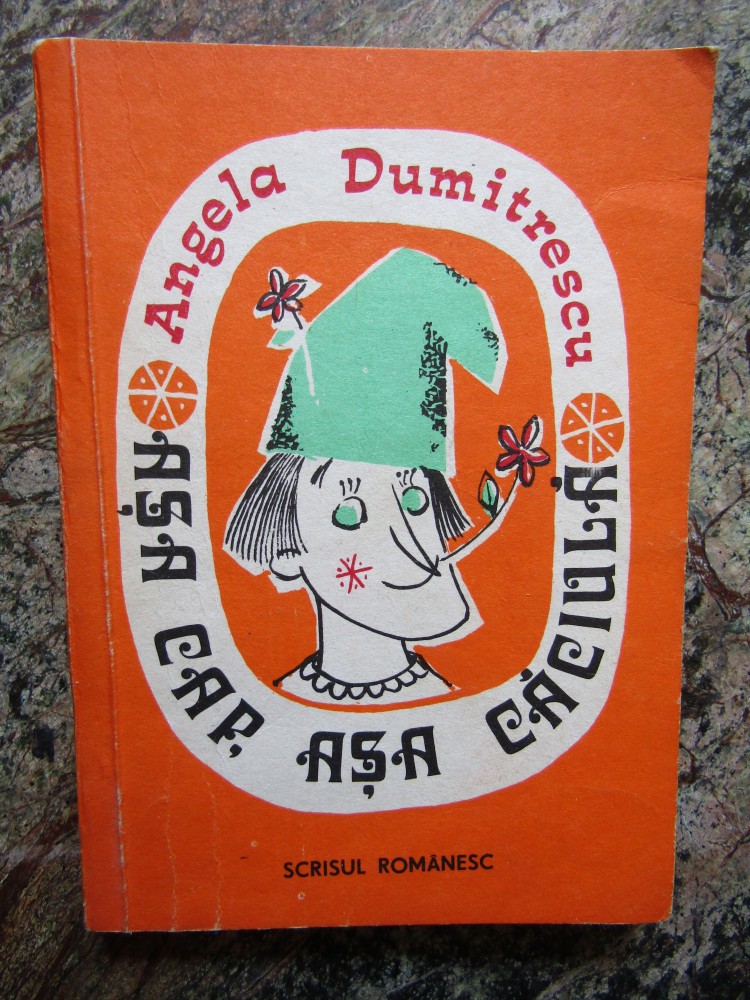 Angela Dumitrescu
AȘA CAP, AȘA CĂCIULĂ
SCRISUL ROMÂNESC